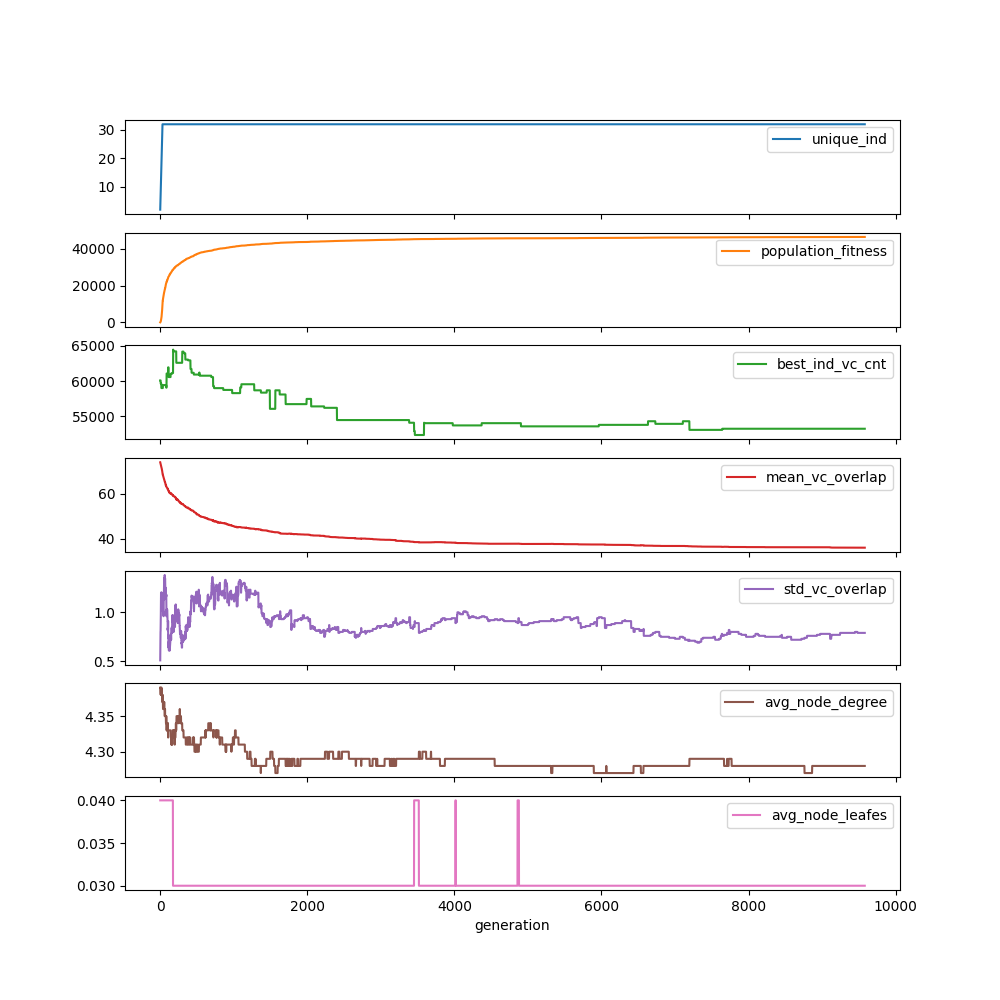 30
20
10
unique_ind
40000
20000
0
population_fitness
65000
60000
55000
best_ind_vc_cnt
60
40
mean_vc_overlap
1.0
0.5
std_vc_overlap
4.35
4.30
avg_node_degree
0.040
0.035
0.030
avg_node_leafes
0 2000 4000 6000 8000 10000
generation